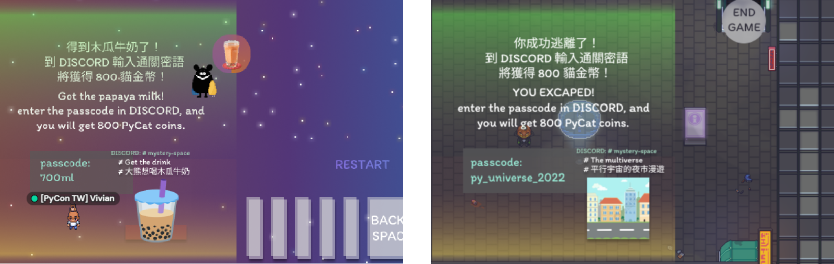 得到木瓜牛奶了！
到 DISCORD 輸入通關密語
將獲得 800 貓金幣！
Got the papaya milk!
enter the passcode in DISCORD, and
you will get 800 PyCat coins.
DISCORD: # mystery-space
passcode:
700ml
# Get the drink
# 大熊想喝木瓜牛奶
[PyCon TW] Vivian
RESTART
BACK
SPACE
END
GAME
你成功逃離了！
到 DISCORD 輸入通關密語
將獲得 800 貓金幣！
YOU EXCAPED!
enter the passcode in DISCORD, and
you will get 800 PyCat coins.
DISCORD: # mystery-space
passcode:
py_universe_2022
# The multiverse
# 平行宇宙的夜市漫遊